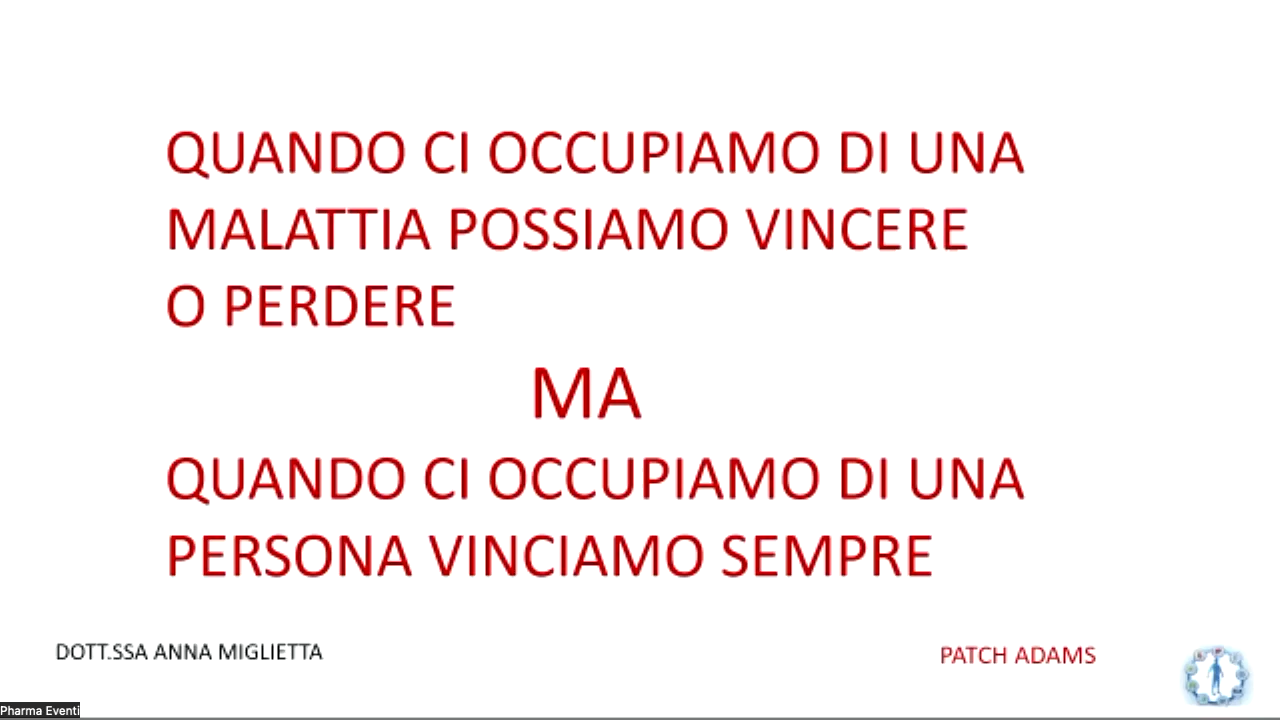 QUANDO CI OCCUPIAMO DI UNA
MALATTIA POSSIAMO VINCERE
O PERDERE
MA
QUANDO CI OCCUPIAMO DI UNA
PERSONA VINCIAMO SEMPRE
DOTT.SSA ANNA MIGLIETTA
PATCH ADAMS
Pharma Eventi